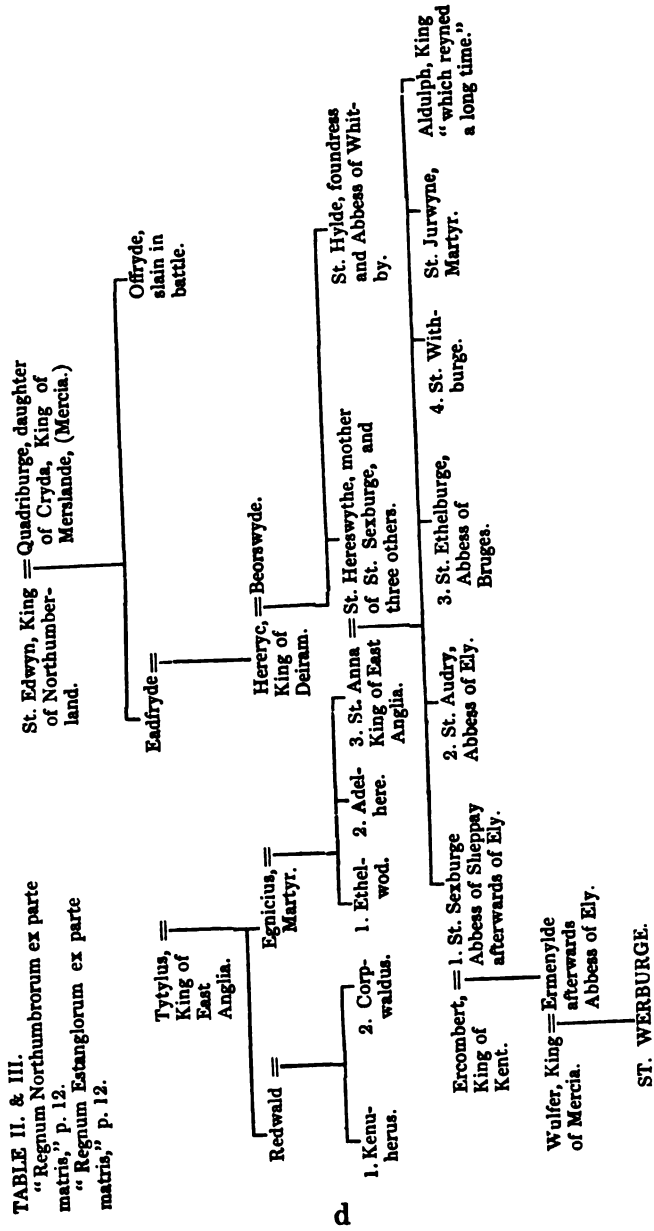 TABLE II. & III.
"Regnum Northumbrorum ex parte
matris," p. 12.
"Regnum Estanglorum ex parte
matris," p. 12.
St. Edwyn, King
of Northumber-
land.
=
Quadriburge, daughter
of Cryda, King of
Merslande, (Mercia.)
Eadfryde =
Offryde,
slain in
battle.
Tytylus, =
King of
East
Anglia.
Hereryc, = Beorswyde.
King of
Deiram.
Redwald =
Egnicius, =
Martyr.
1. Kenu-
herus.
2. Corp-
waldus.
1. Ethel-
wod.
2. Adel-
here.
3. St. Anna =
King of East
Anglia.
St. Hereswythe, mother
of St. Sexburge, and
three others.
St. Hylde, foundress
and Abbess of Whit-
by.
Ercombert, =
King of
Kent.
1. St. Sexburge
Abbess of Sheppay
afterwards of Ely.
2. St. Audry,
Abbess of Ely.
3. St. Ethelburge,
Abbess of
Bruges.
4. St. With-
burge.
St. Jurwyne,
Martyr.
Aldulph, King
"which reyned
a long time."
Wulfer, King =
of Mercia.
Ermenylde
afterwards
Abbess of Ely.
ST. WERBURGE.
d